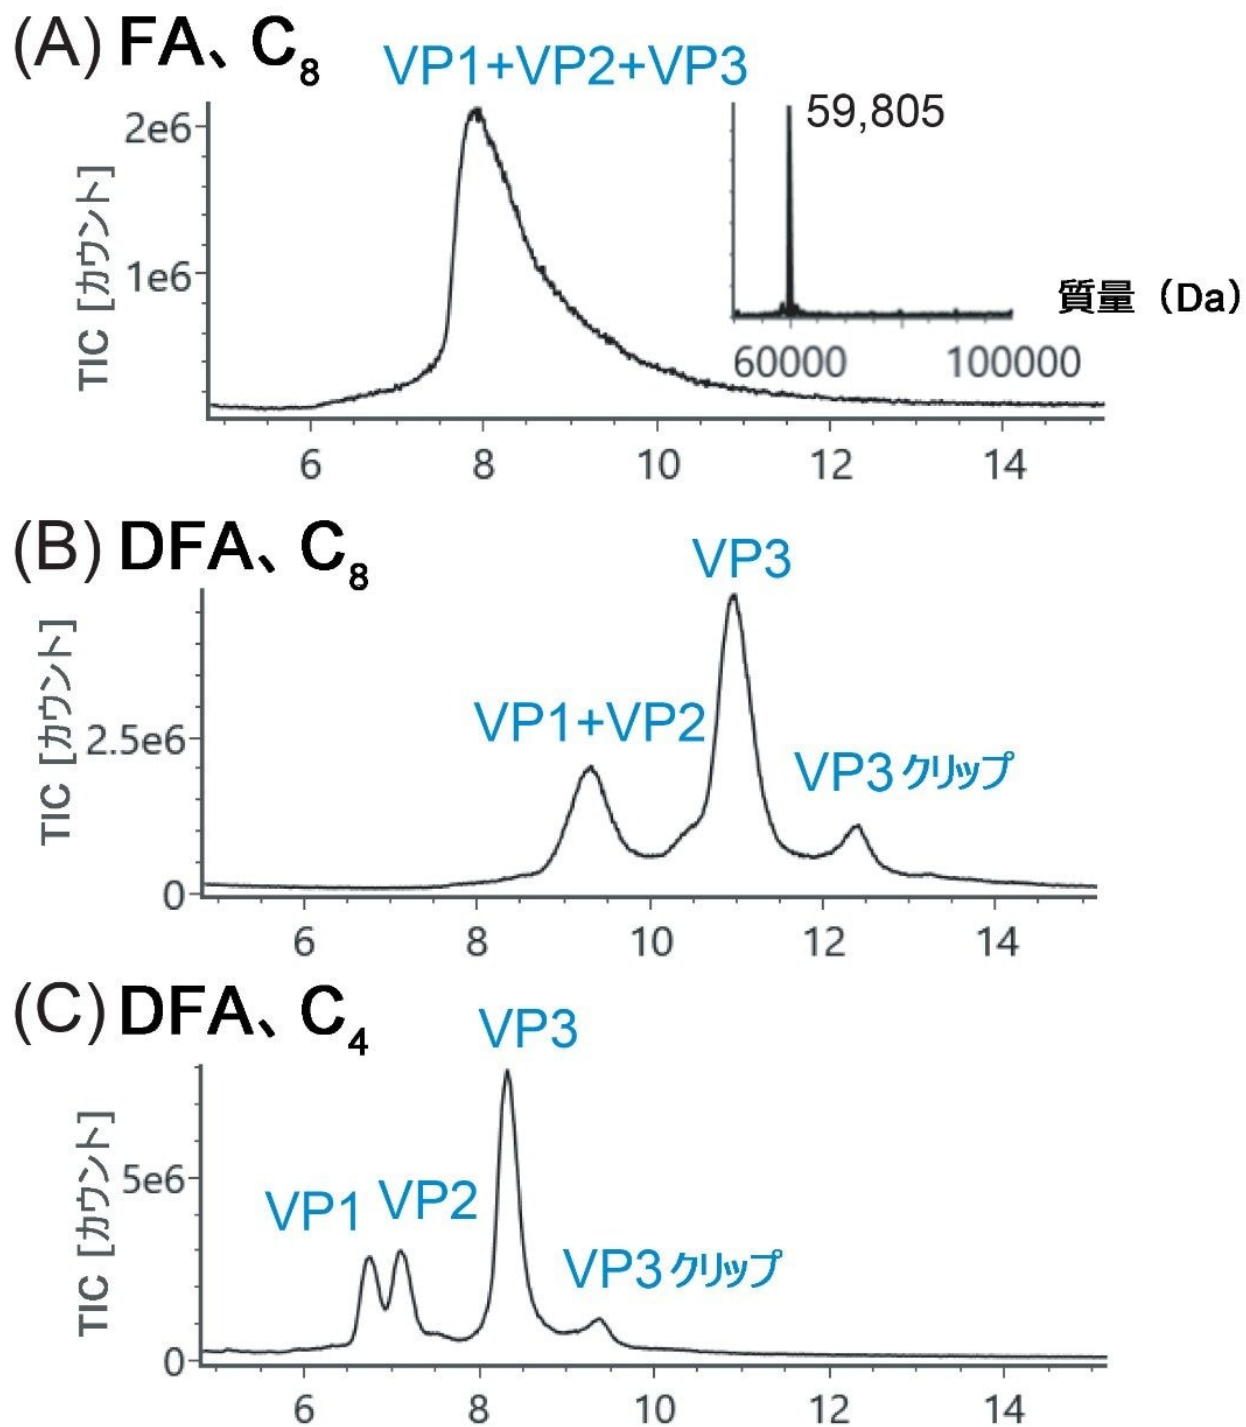 (A) FA、C8
VP1+VP2+VP3
59,805
2e6
1e6
TIC [カウント]
質量（Da）
60000 100000
6 8 10 12 14
(B) DFA、C8
VP3
VP1+VP2
VP3 クリップ
2.5e6
0
TIC [カウント]
6 8 10 12 14
(C) DFA、C4
VP3
VP1 VP2
VP3 クリップ
5e6
0
TIC [カウント]
6 8 10 12 14